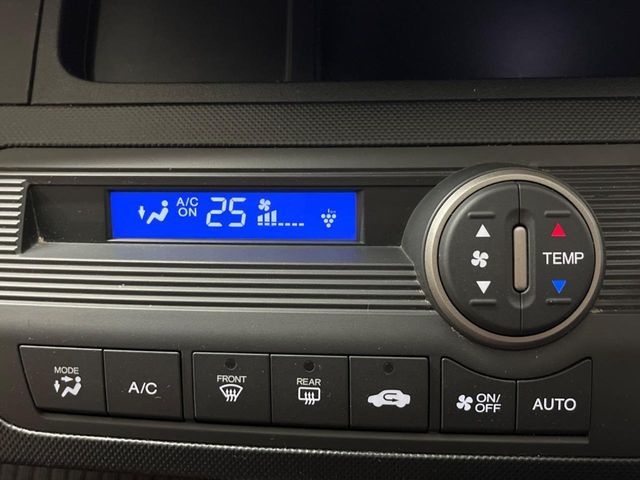 A/C
ON
25
TEMP
MODE
A/C
FRONT
REAR
ON/
OFF
AUTO